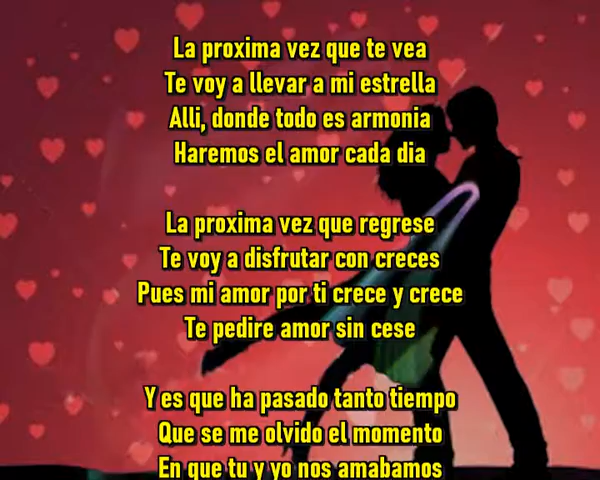 La proxima vez que te vea
Te voy a llevar a mi estrella
Alli, donde todo es armonia
Haremos el amor cada dia
La proxima vez que regrese
Te voy a disfrutar con creces
Pues mi amor por ti crece y crece
Te pedire amor sin cese
Y es que ha pasado tanto tiempo
Que se me olvido el momento
En que tu y yo nos amabamos